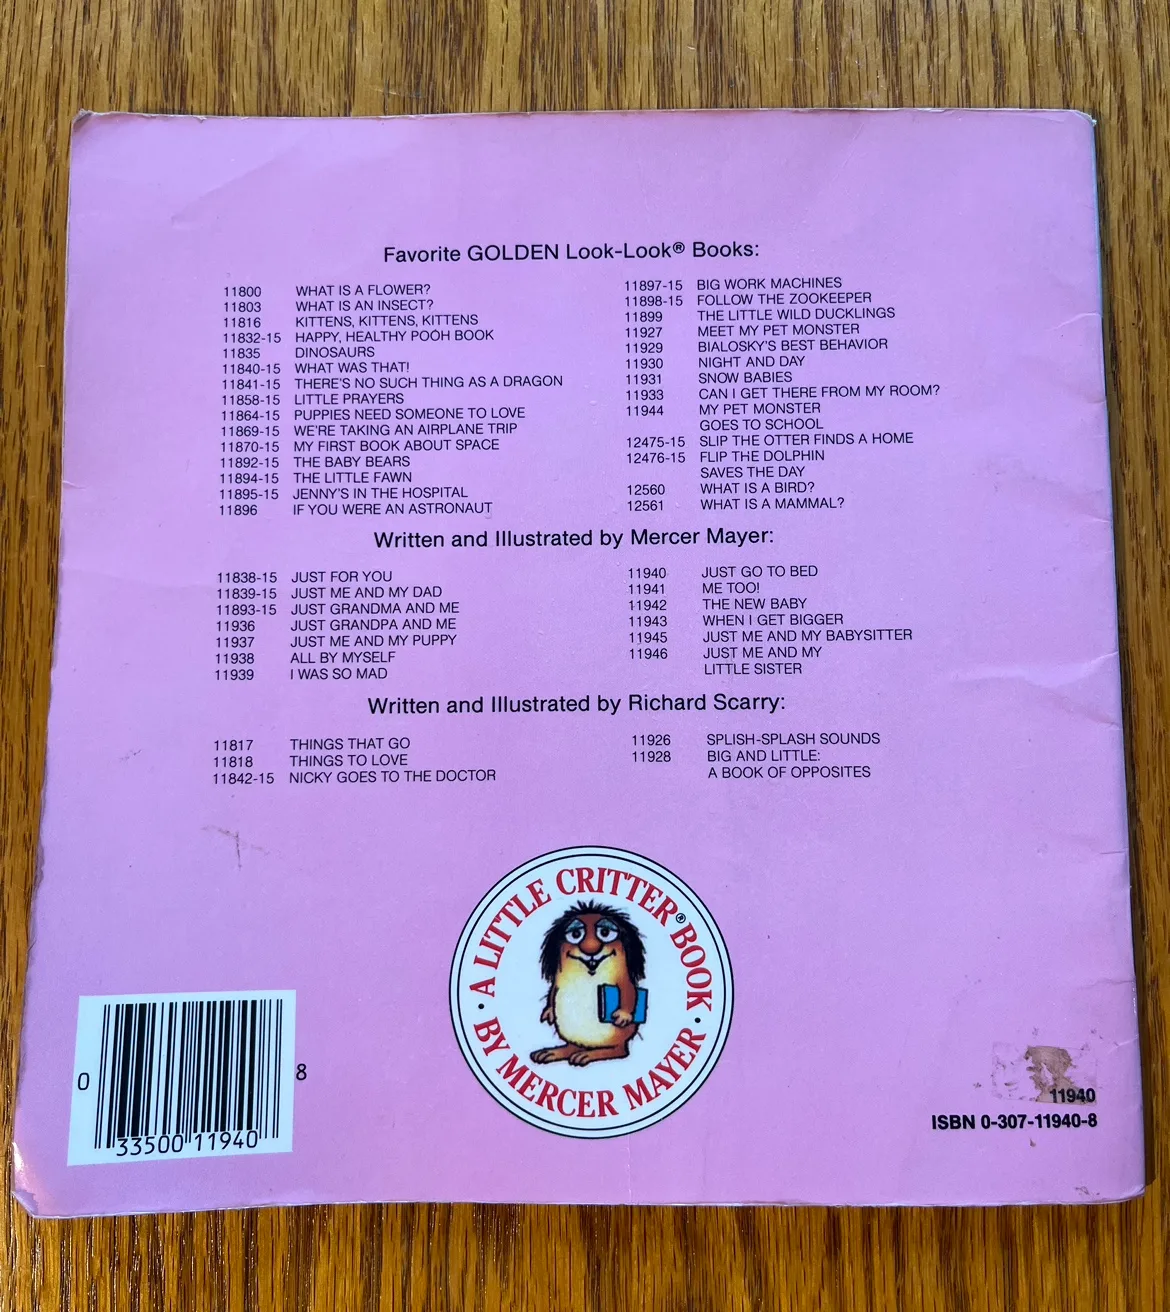 Favorite GOLDEN Look-Look® Books:
11800 WHAT IS A FLOWER?
11803 WHAT IS AN INSECT?
11816 KITTENS, KITTENS, KITTENS
11832-15 HAPPY, HEALTHY POOH BOOK
11835 DINOSAURS
11840-15 WHAT WAS THAT!
11841-15 THERE'S NO SUCH THING AS A DRAGON
11858-15 LITTLE PRAYERS
11864-15 PUPPIES NEED SOMEONE TO LOVE
11869-15 WE'RE TAKING AN AIRPLANE TRIP
11870-15 MY FIRST BOOK ABOUT SPACE
11892-15 THE BABY BEARS
11894-15 THE LITTLE FAWN
11895-15 JENNY'S IN THE HOSPITAL
11896 IF YOU WERE AN ASTRONAUT
11897-15 BIG WORK MACHINES
11898-15 FOLLOW THE ZOOKEEPER
11899 THE LITTLE WILD DUCKLINGS
11927 MEET MY PET MONSTER
11929 BIALOSKY'S BEST BEHAVIOR
11930 NIGHT AND DAY
11931 SNOW BABIES
11933 CAN I GET THERE FROM MY ROOM?
11944 MY PET MONSTER
GOES TO SCHOOL
12475-15 SLIP THE OTTER FINDS A HOME
12476-15 FLIP THE DOLPHIN
SAVES THE DAY
12560 WHAT IS A BIRD?
12561 WHAT IS A MAMMAL?
Written and Illustrated by Mercer Mayer:
11838-15 JUST FOR YOU
11839-15 JUST ME AND MY DAD
11893-15 JUST GRANDMA AND ME
11936 JUST GRANDPA AND ME
11937 JUST ME AND MY PUPPY
11938 ALL BY MYSELF
11939 I WAS SO MAD
11940 JUST GO TO BED
11941 ME TOO!
11942 THE NEW BABY
11943 WHEN I GET BIGGER
11945 JUST ME AND MY BABYSITTER
11946 JUST ME AND MY
LITTLE SISTER
Written and Illustrated by Richard Scarry:
11817 THINGS THAT GO
11818 THINGS TO LOVE
11842-15 NICKY GOES TO THE DOCTOR
11926 SPLISH-SPLASH SOUNDS
11928 BIG AND LITTLE:
A BOOK OF OPPOSITES
· A LITTLE CRITTER® BOOK ·
BY MERCER MAYER
0 33500 11940 8
11940
ISBN 0-307-11940-8